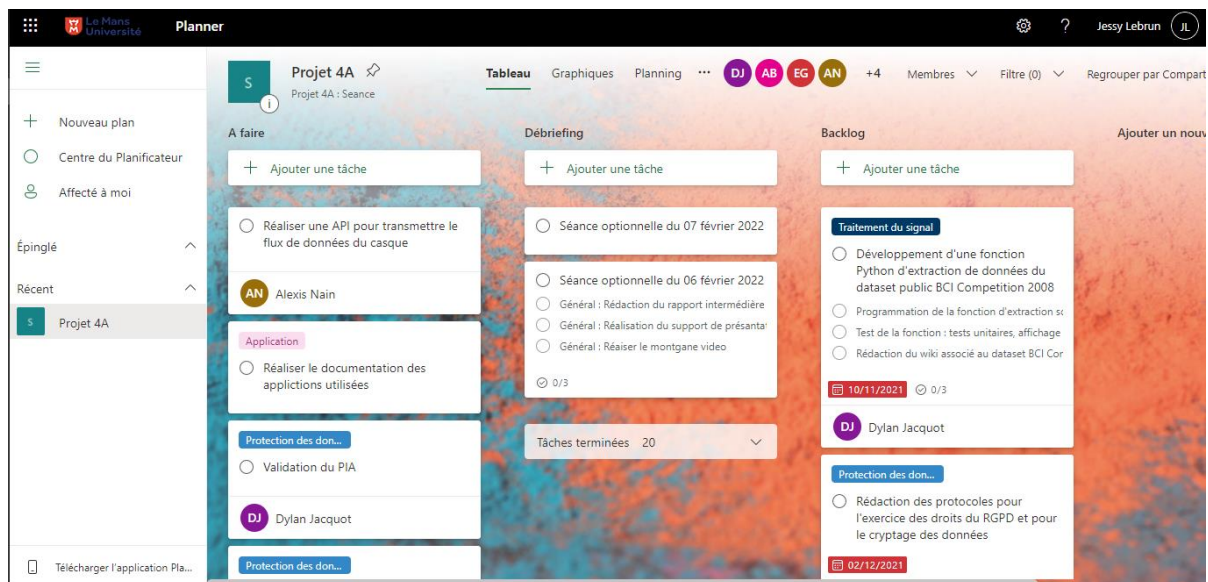 Le Mans
Université
Planner
?
Jessy Lebrun
JL
Nouveau plan
Centre du Planificateur
Affecté à moi
Épinglé
Récent
S
Projet 4A
Télécharger l'application Pla...
S
i
Projet 4A
Projet 4A : Seance
Tableau
Graphiques
Planning
...
DJ
AB
EG
AN
+4
Membres
Filtre (0)
Regrouper par Compart
A faire
Ajouter une tâche
Réaliser une API pour transmettre le
flux de données du casque
AN Alexis Nain
Application
Réaliser le documentation des
applictions utilisées
Protection des don...
Validation du PIA
DJ Dylan Jacquot
Protection des don...
Débriefing
Ajouter une tâche
Séance optionnelle du 07 février 2022
Séance optionnelle du 06 février 2022
Général : Rédaction du rapport intermédière
Général : Réalisation du support de présantat
Général : Réaiser le montgane video
0/3
Tâches terminées 20
Backlog
Ajouter une tâche
Traitement du signal
Développement d'une fonction
Python d'extraction de données du
dataset public BCI Competition 2008
Programmation de la fonction d'extraction sc
Test de la fonction : tests unitaires, affichage
Rédaction du wiki associé au dataset BCI Cor
10/11/2021 0/3
DJ Dylan Jacquot
Protection des don...
Rédaction des protocoles pour
l'exercice des droits du RGPD et pour
le cryptage des données
02/12/2021
Ajouter un nouv